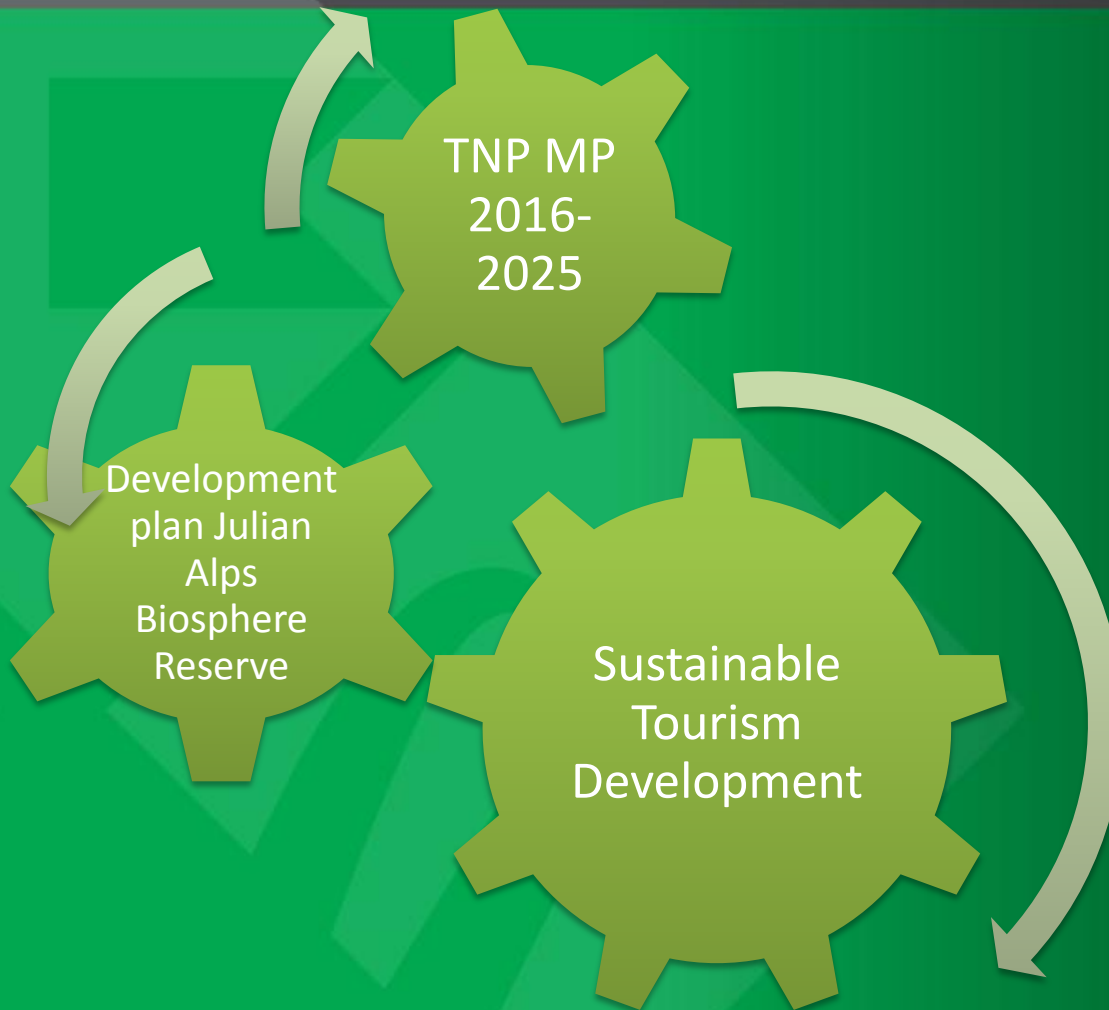 TNP MP
2016-
2025
Development
plan Julian
Alps
Biosphere
Reserve
Sustainable
Tourism
Development